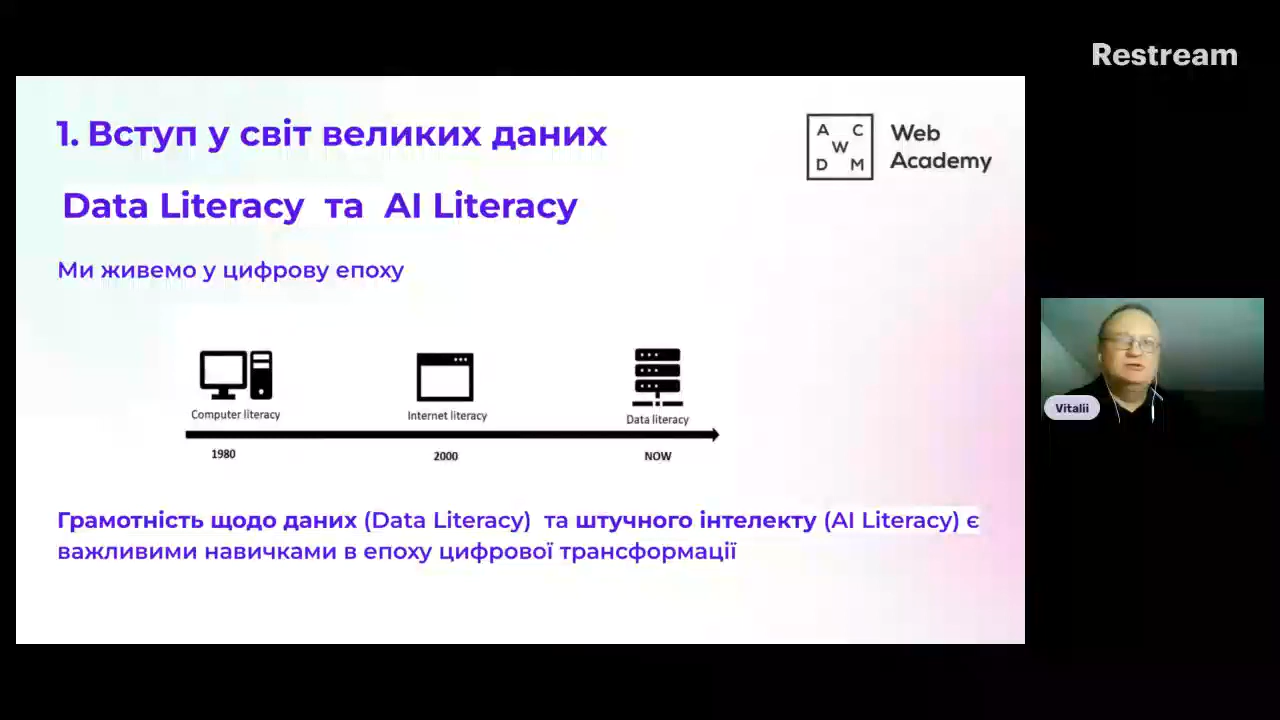 Restream
1. Вступ у світ великих даних
A C
W
D M
Web
Academy
Data Literacy та AI Literacy
Ми живемо у цифрову епоху
Computer literacy
Internet literacy
Data literacy
1980
2000
NOW
Vitalii
Грамотність щодо даних (Data Literacy) та штучного інтелекту (AI Literacy) є
важливими навичками в епоху цифрової трансформації